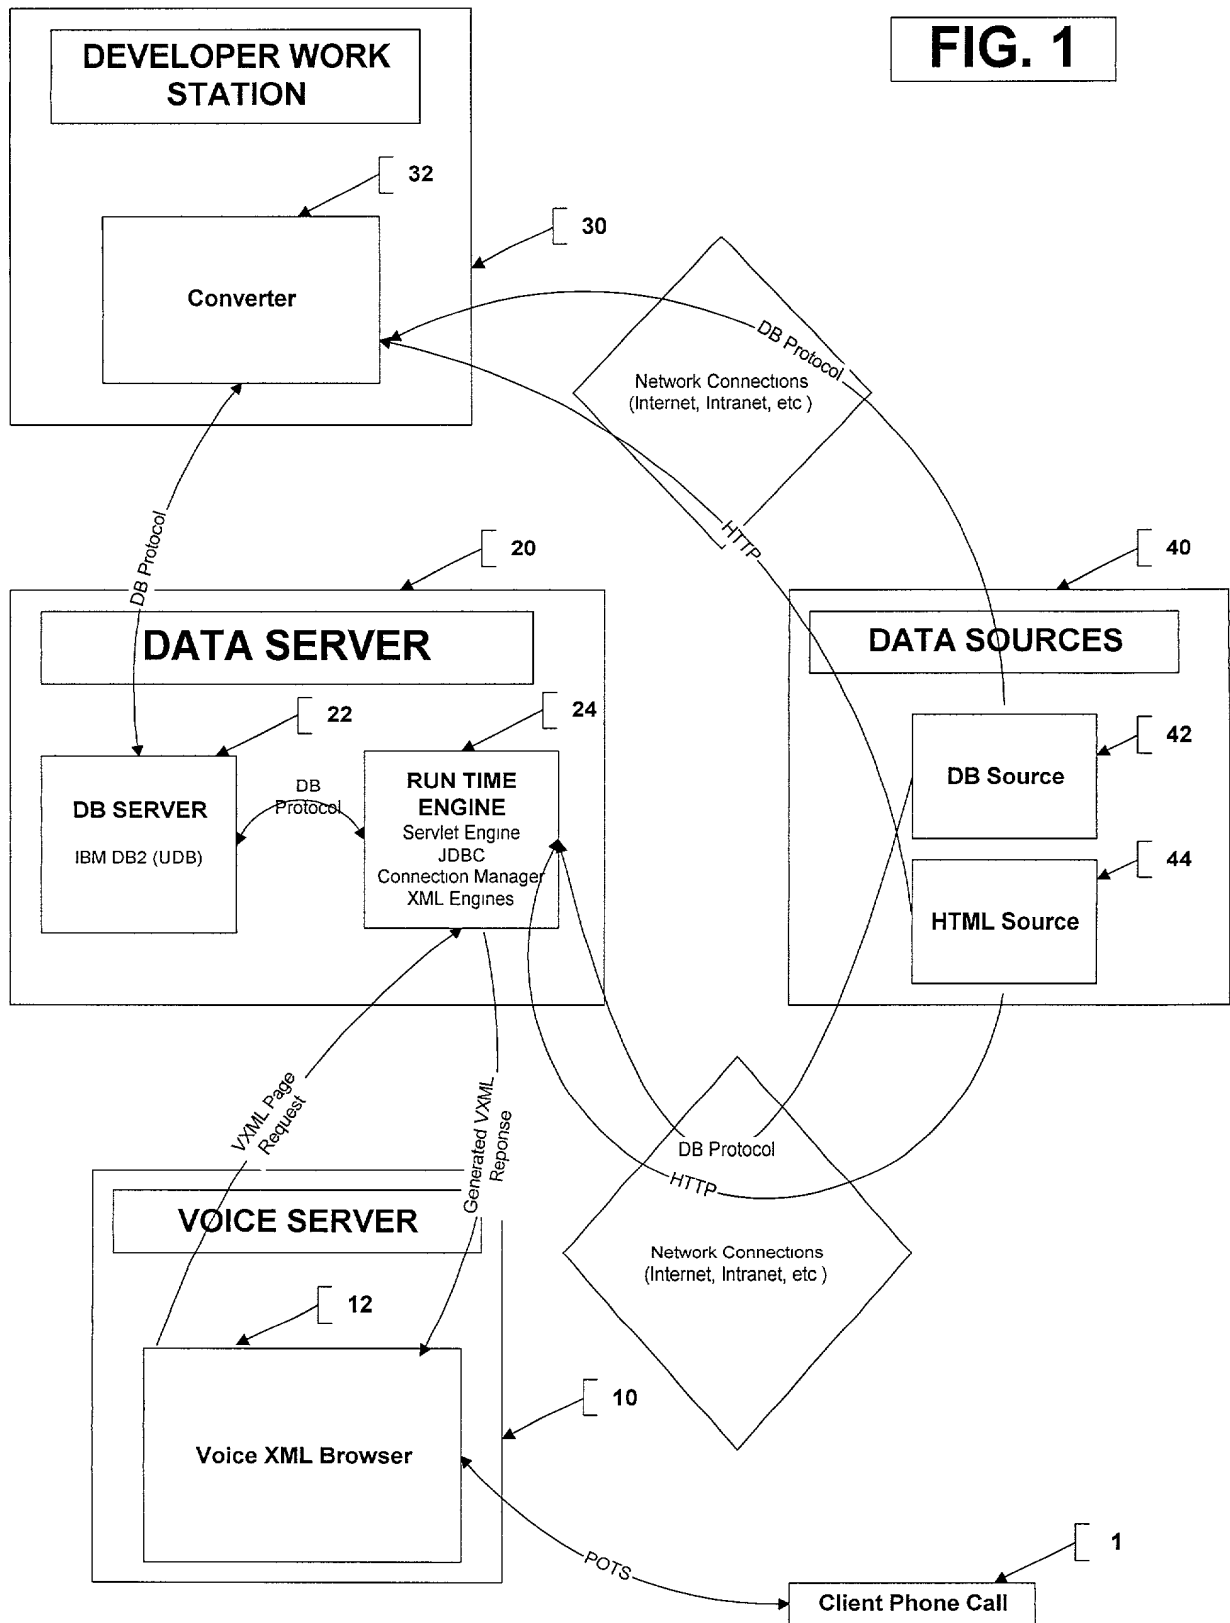 FIG. 1
DEVELOPER WORK
STATION
32
30
Converter
DB Protocol
Network Connections
(Internet, Intranet, etc )
HTTP
DB Protocol
20
40
DATA SERVER
DATA SOURCES
22
24
42
DB SERVER
IBM DB2 (UDB)
DB
Protocol
RUN TIME
ENGINE
Servlet Engine
JDBC
Connection Manager
XML Engines
DB Source
44
HTML Source
VXML Page
Request
Generated VXML
Reponse
DB Protocol
HTTP
VOICE SERVER
Network Connections
(Internet, Intranet, etc )
12
10
Voice XML Browser
POTS
1
Client Phone Call